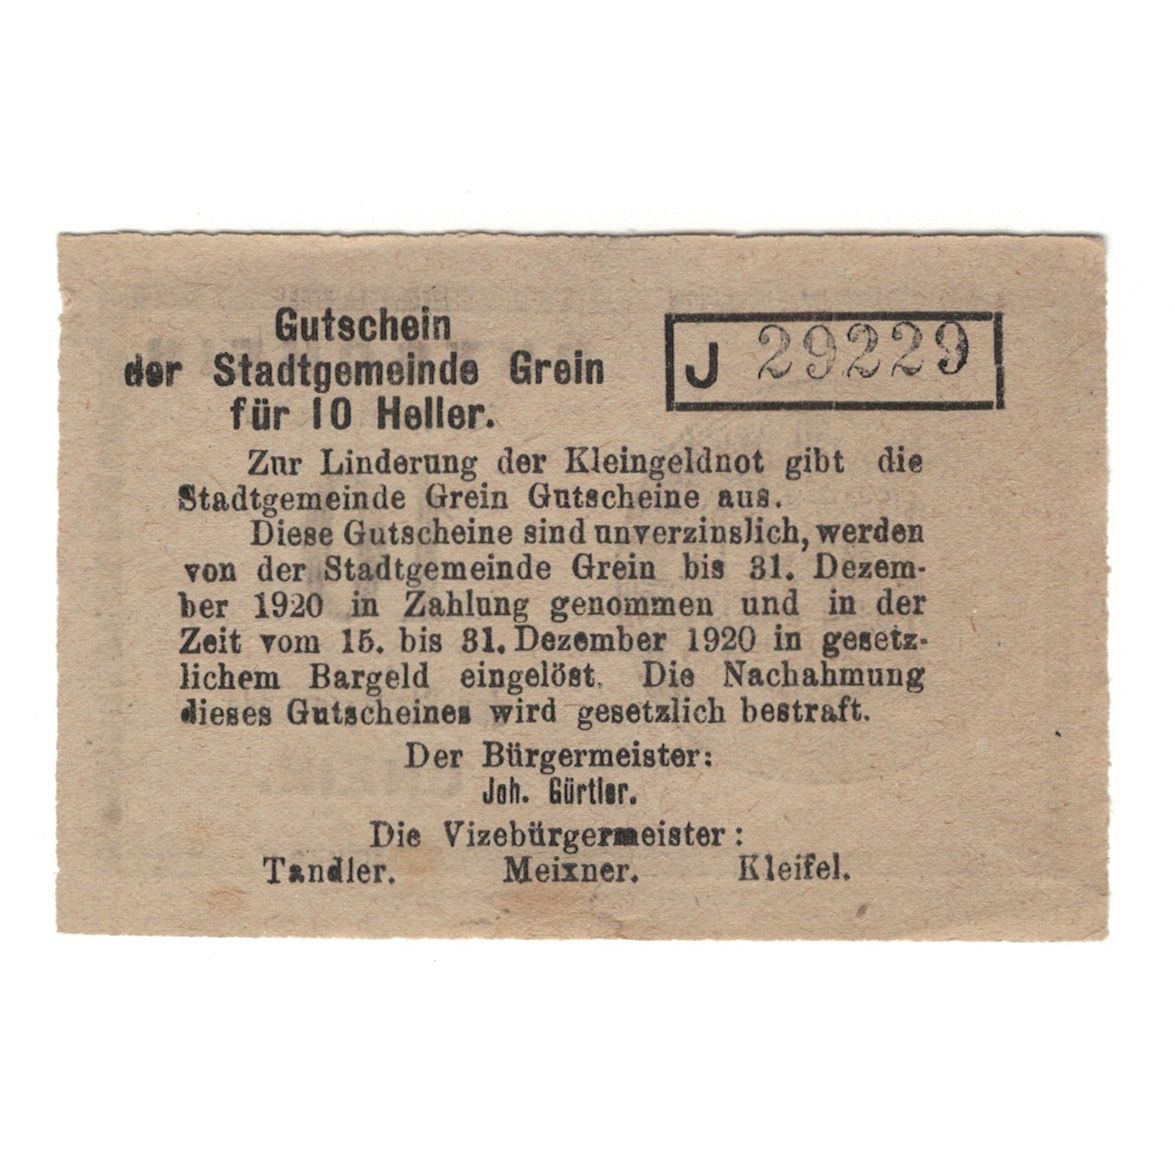 Gutschein
der Stadtgemeinde Grein
für 10 Heller.
J 29229
Zur Linderung der Kleingeldnot gibt die
Stadtgemeinde Grein Gutscheine aus.
Diese Gutscheine sind unverzinslich, werden
von der Stadtgemeinde Grein bis 31. Dezem-
ber 1920 in Zahlung genommen und in der
Zeit vom 15. bis 31. Dezember 1920 in gesetz-
lichem Bargeld eingelöst. Die Nachahmung
dieses Gutscheines wird gesetzlich bestraft.
Der Bürgermeister:
Joh. Gürtler.
Die Vizebürgermeister:
Tandler. Meixner. Kleifel.